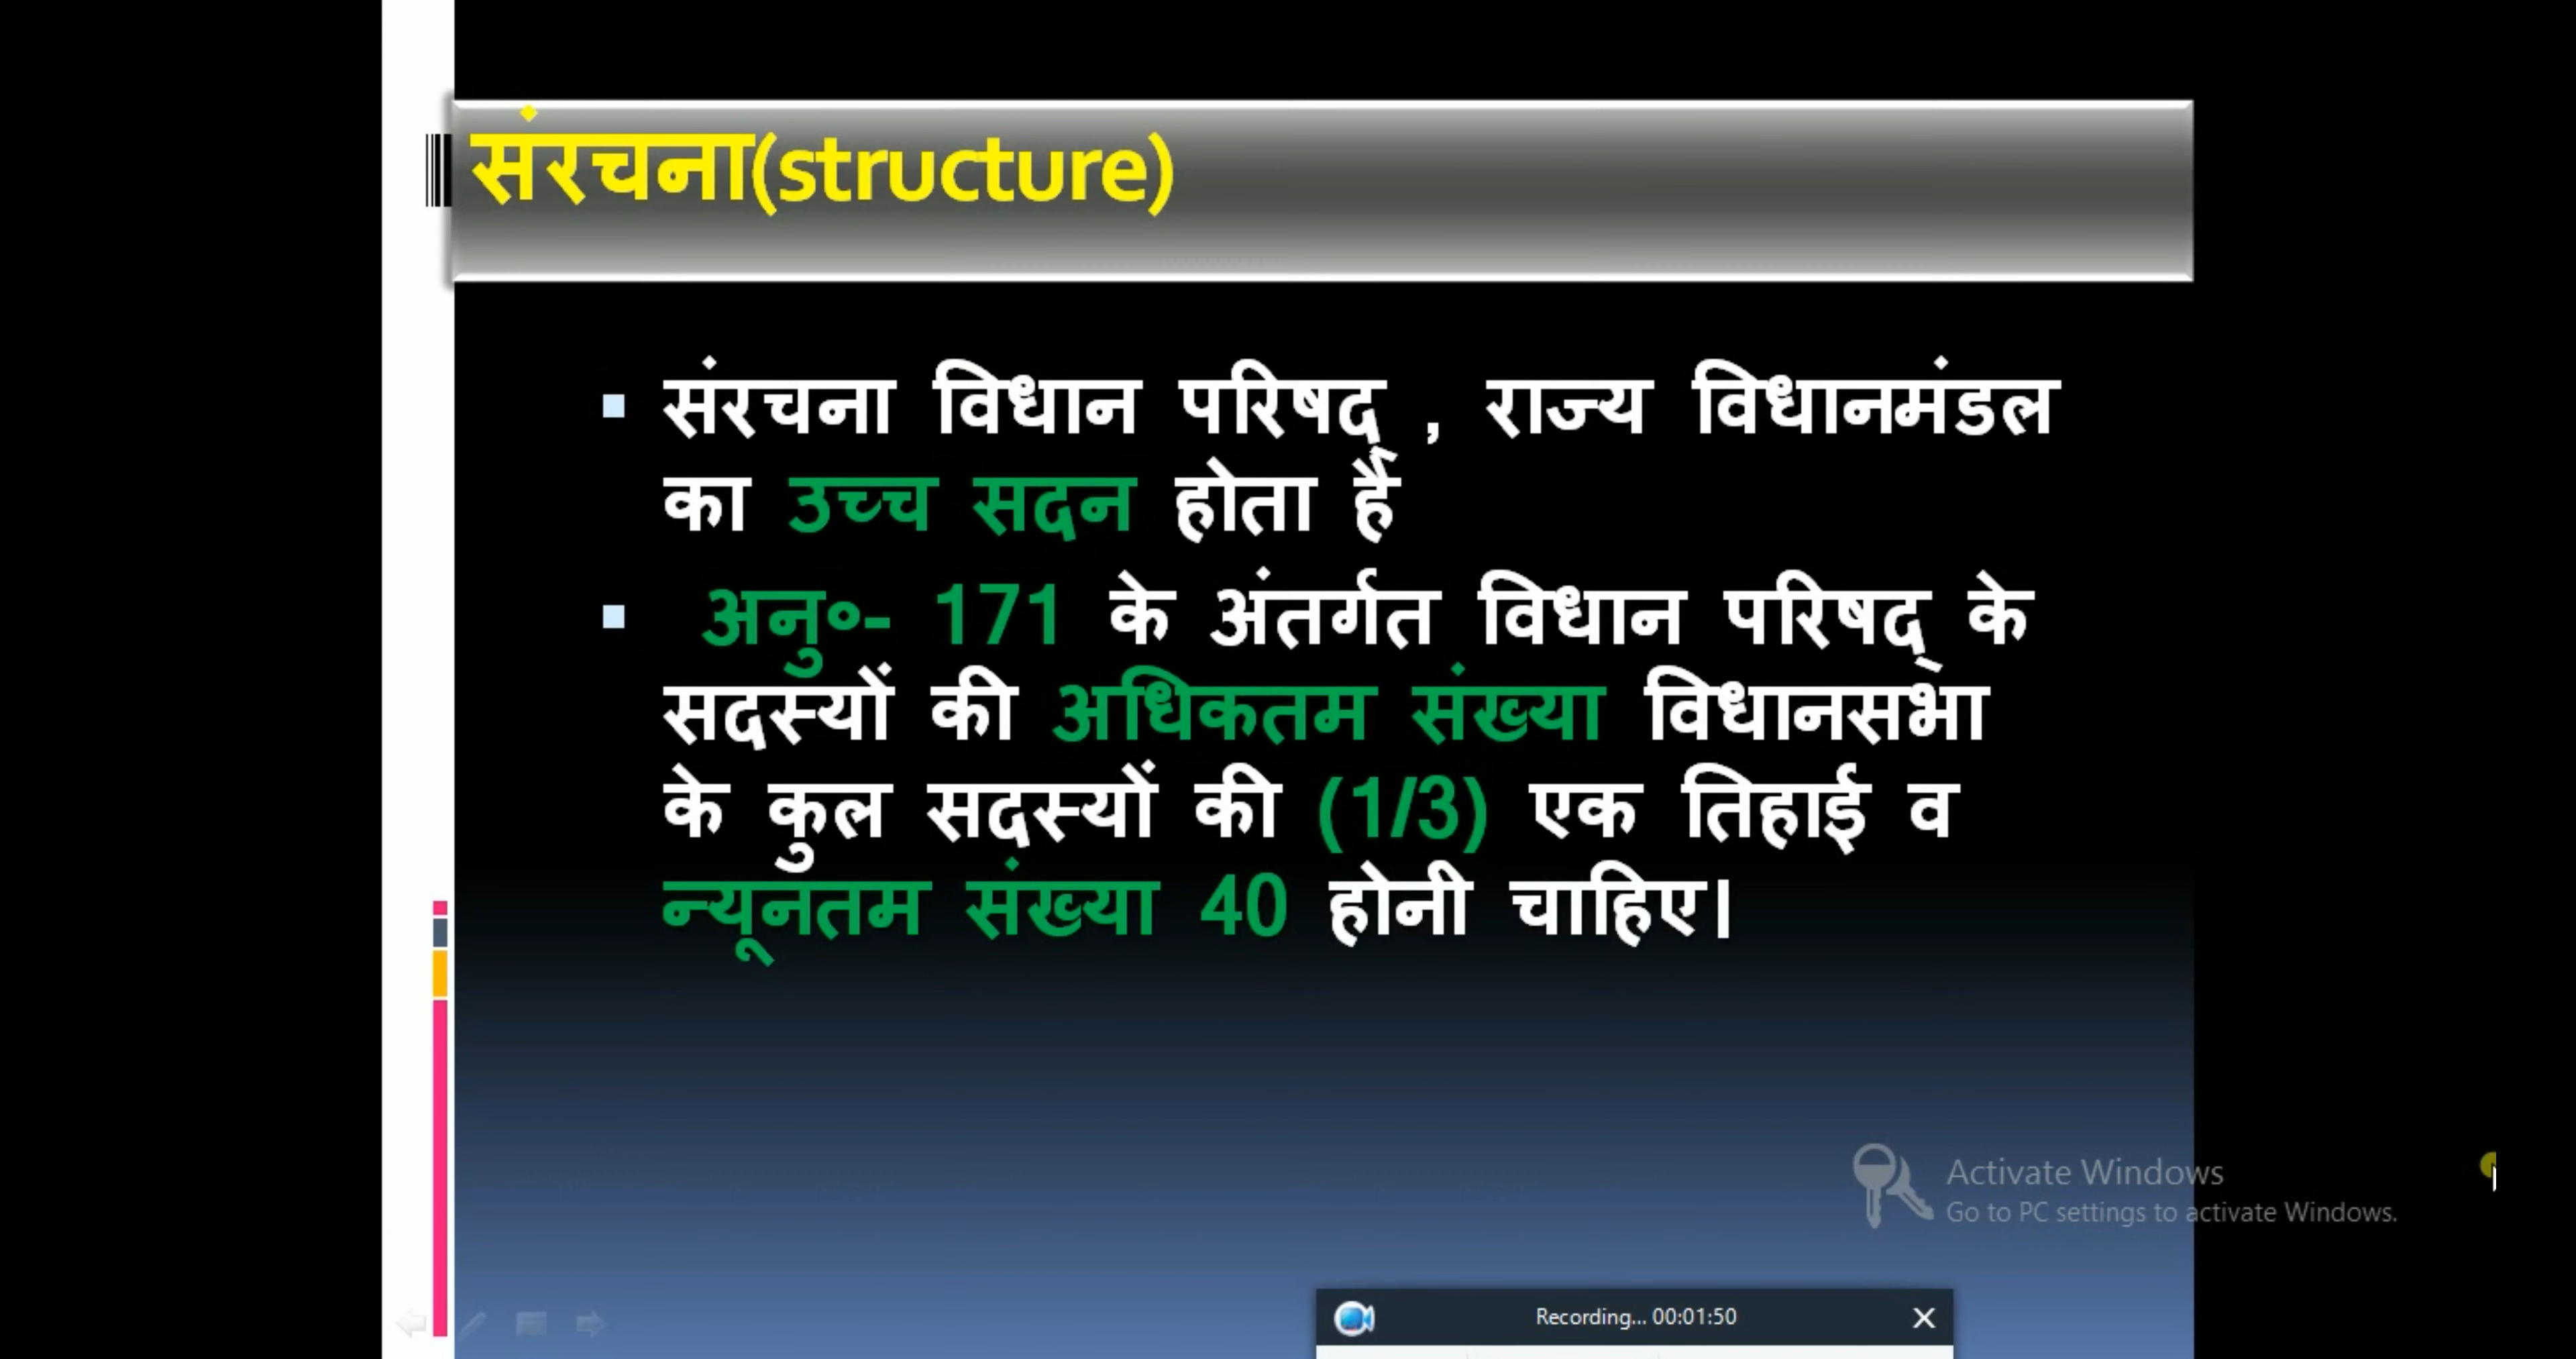 संरचना(structure)
संरचना विधान परिषद् , राज्य विधानमंडल
का उच्च सदन होता है
अनु०- 171 के अंतर्गत विधान परिषद् के
सदस्यों की अधिकतम संख्या विधानसभा
के कुल सदस्यों की (1/3) एक तिहाई व
न्यूनतम संख्या 40 होनी चाहिए।
Activate Windows
Go to PC settings to activate Windows.
Recording... 00:01:50